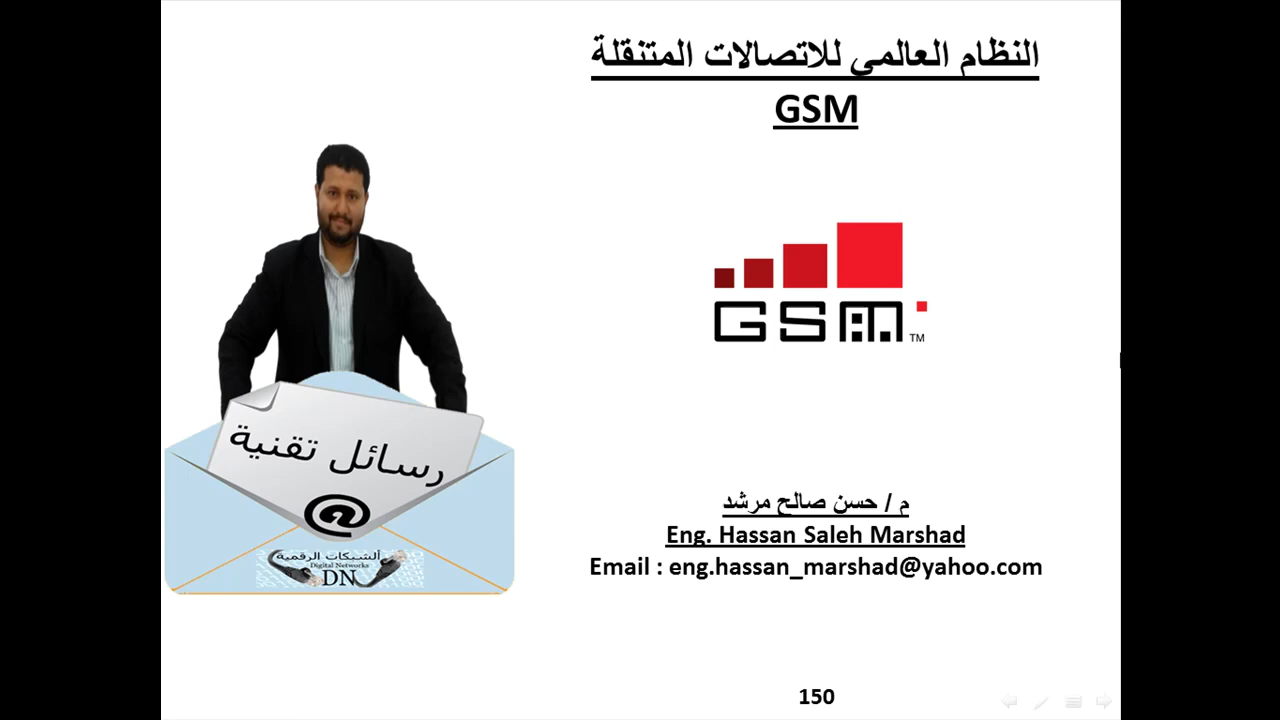 النظام العالمي للاتصالات المتنقلة
GSM
GSM
TM
رسائل تقنية
@
الشبكات الرقمية
Digital Networks
DN
م / حسن صالح مرشد
Eng. Hassan Saleh Marshad
Email : eng.hassan_marshad@yahoo.com
150